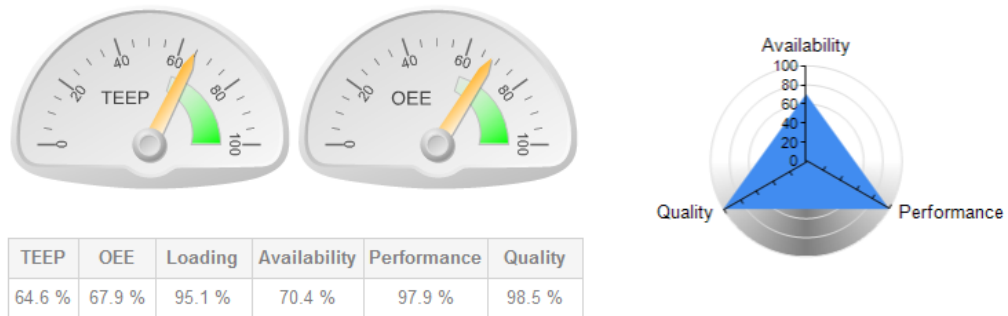 0
20
40
60
80
100
TEEP
0
20
40
60
80
100
OEE
Availability
100
80
60
40
20
0
Quality
Performance
TEEP OEE Loading Availability Performance Quality
64.6 % 67.9 % 95.1 % 70.4 % 97.9 % 98.5 %